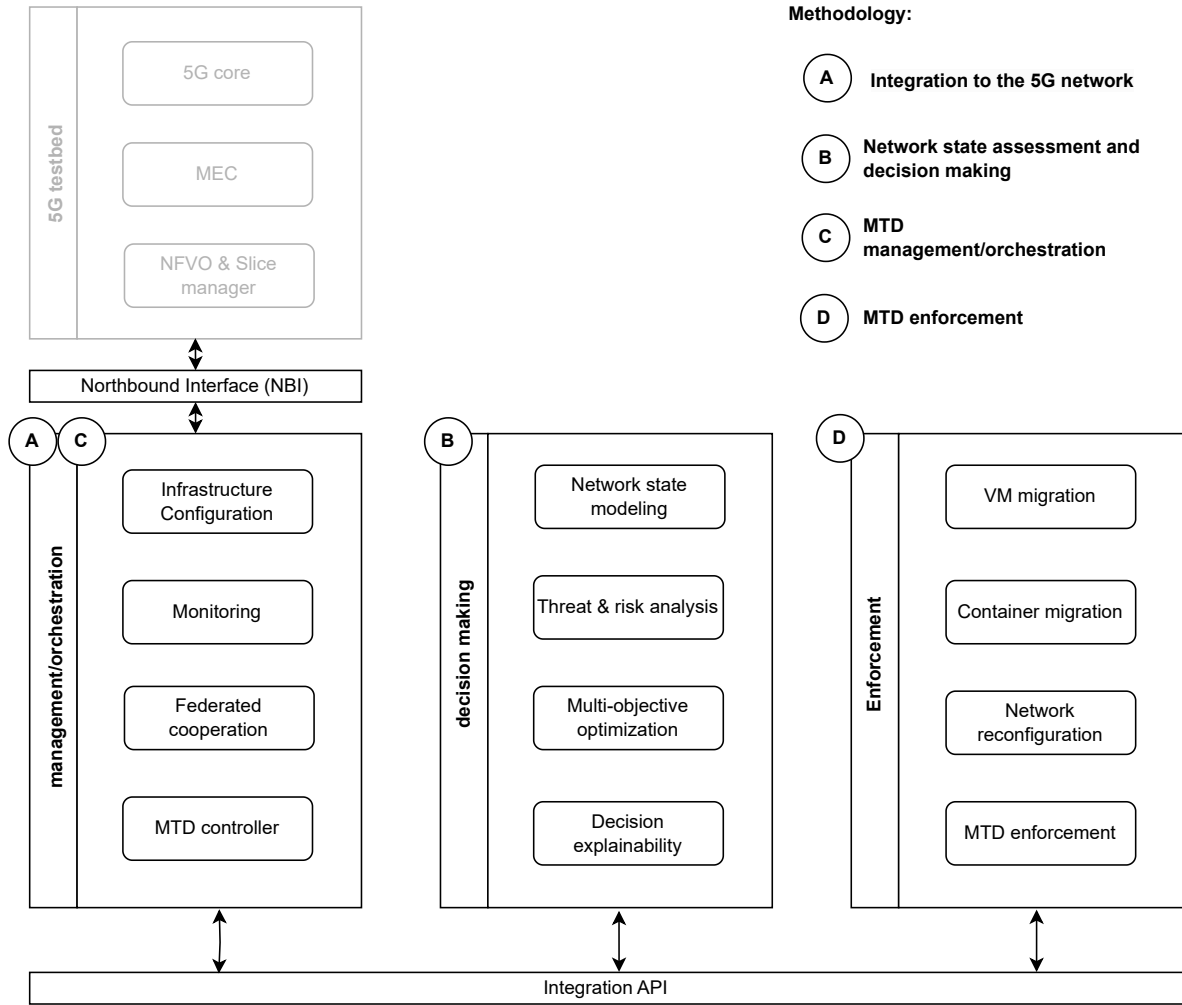 Methodology:
A
Integration to the 5G network
B
Network state assessment and
decision making
C
MTD
management/orchestration
D
MTD enforcement
5G testbed
5G core
MEC
NFVO & Slice
manager
Northbound Interface (NBI)
A
C
management/orchestration
Infrastructure
Configuration
Monitoring
Federated
cooperation
MTD controller
B
decision making
Network state
modeling
Threat & risk analysis
Multi-objective
optimization
Decision
explainability
D
Enforcement
VM migration
Container migration
Network
reconfiguration
MTD enforcement
Integration API